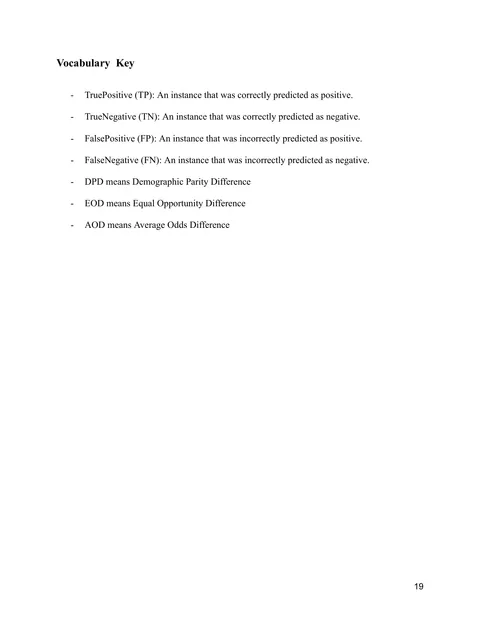 Vocabulary Key
- TruePositive (TP): An instance that was correctly predicted as positive.
- TrueNegative (TN): An instance that was correctly predicted as negative.
- FalsePositive (FP): An instance that was incorrectly predicted as positive.
- FalseNegative (FN): An instance that was incorrectly predicted as negative.
- DPD means Demographic Parity Difference
- EOD means Equal Opportunity Difference
- AOD means Average Odds Difference
19